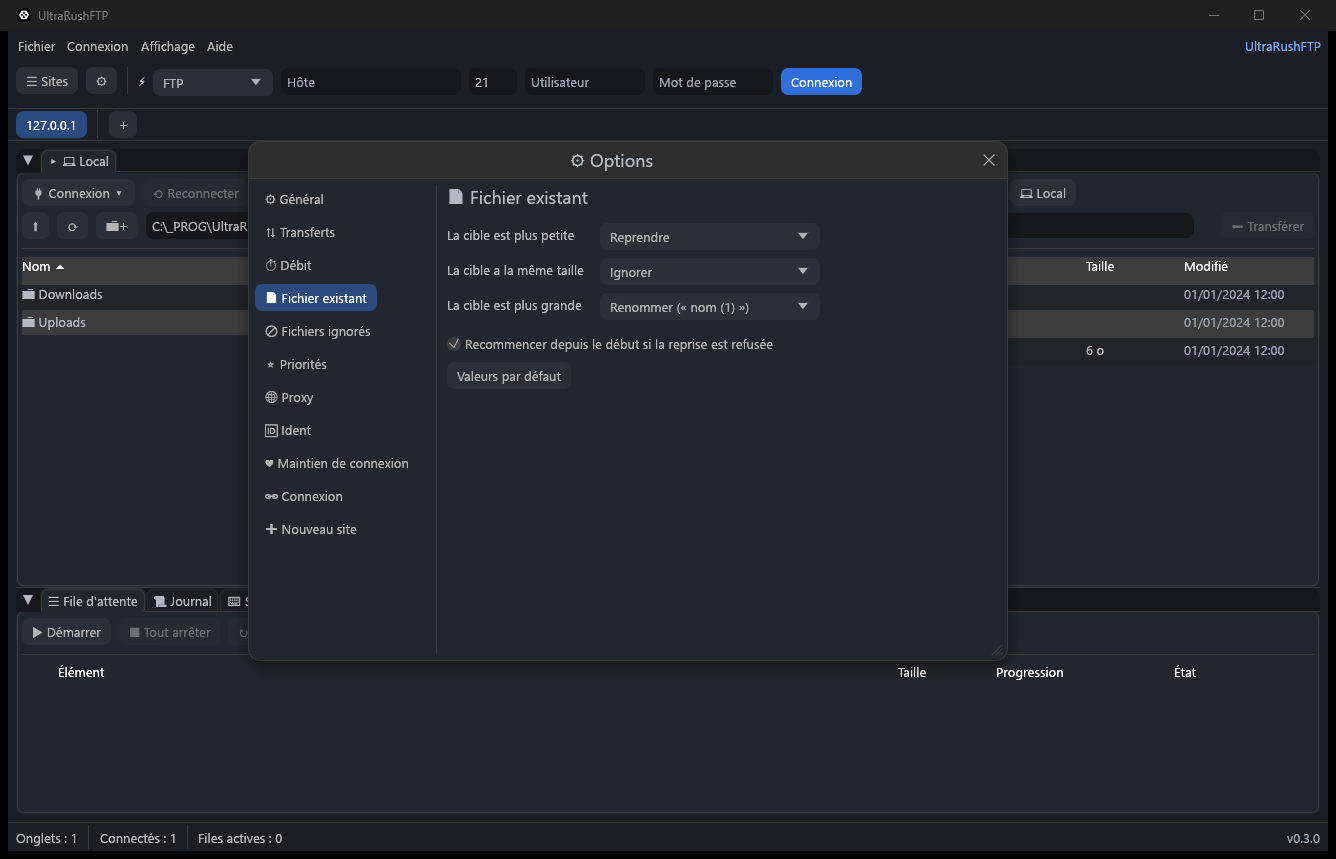 UltraRushFTP
Fichier Connexion Affichage Aide UltraRushFTP
Sites FTP Hôte 21 Utilisateur Mot de passe Connexion
127.0.0.1 +
Local
Connexion Reconnecter Local
C:\_PROG\UltraR Transférer
Nom Taille Modifié
Downloads 01/01/2024 12:00
Uploads 01/01/2024 12:00
6 o 01/01/2024 12:00
Options
Général
Transferts
Débit
Fichier existant
Fichiers ignorés
Priorités
Proxy
Ident
Maintien de connexion
Connexion
Nouveau site
Fichier existant
La cible est plus petite Reprendre
La cible a la même taille Ignorer
La cible est plus grande Renommer (« nom (1) »)
Recommencer depuis le début si la reprise est refusée
Valeurs par défaut
File d'attente Journal
Démarrer Tout arrêter
Élément Taille Progression État
Onglets : 1 Connectés : 1 Files actives : 0 v0.3.0